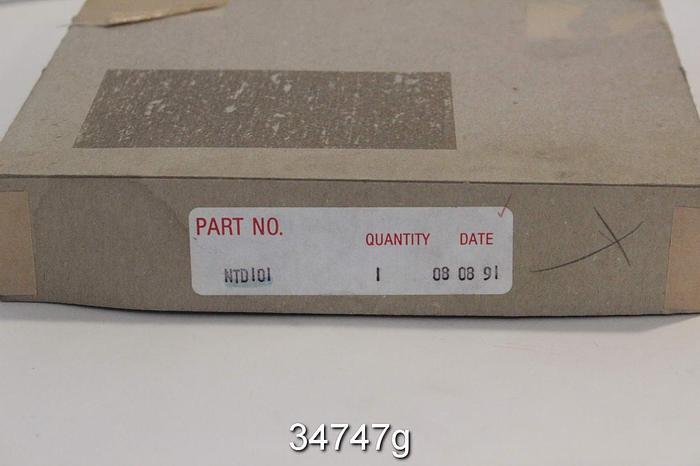 PART NO.
QUANTITY DATE
NTD101 1 08 08 91
34747g